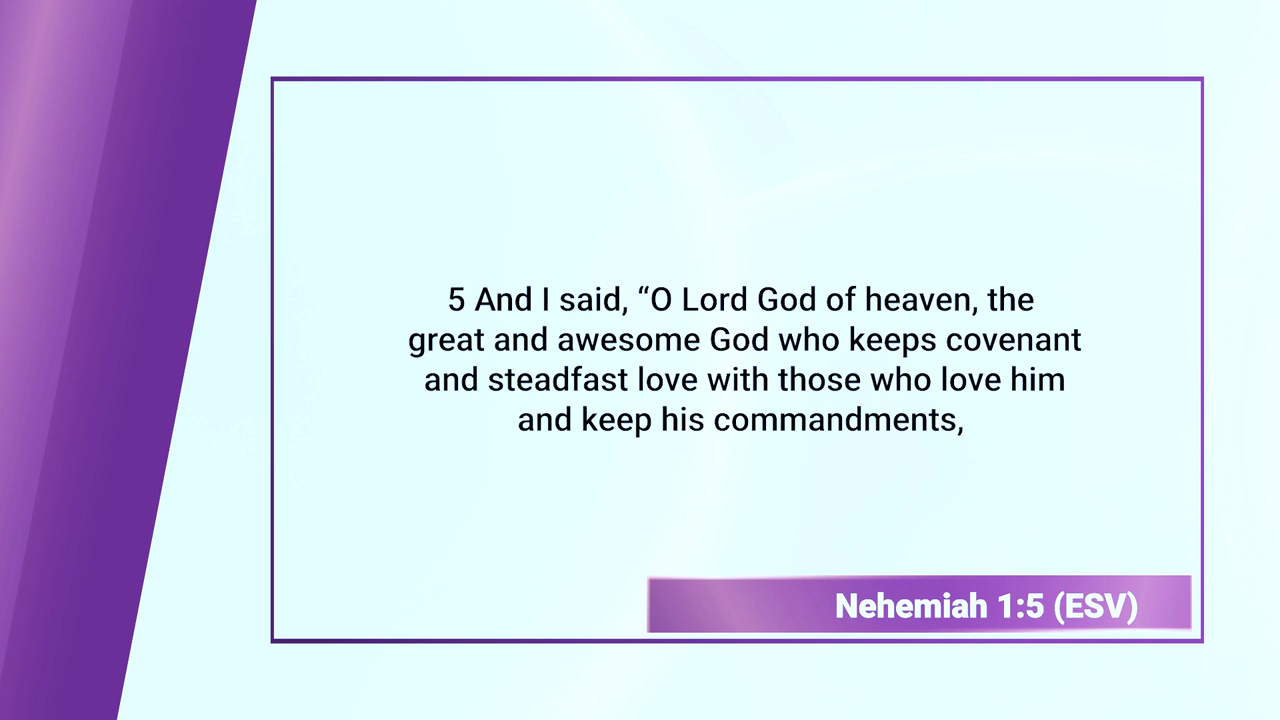 5 And I said, “O Lord God of heaven, the
great and awesome God who keeps covenant
and steadfast love with those who love him
and keep his commandments,
Nehemiah 1:5 (ESV)